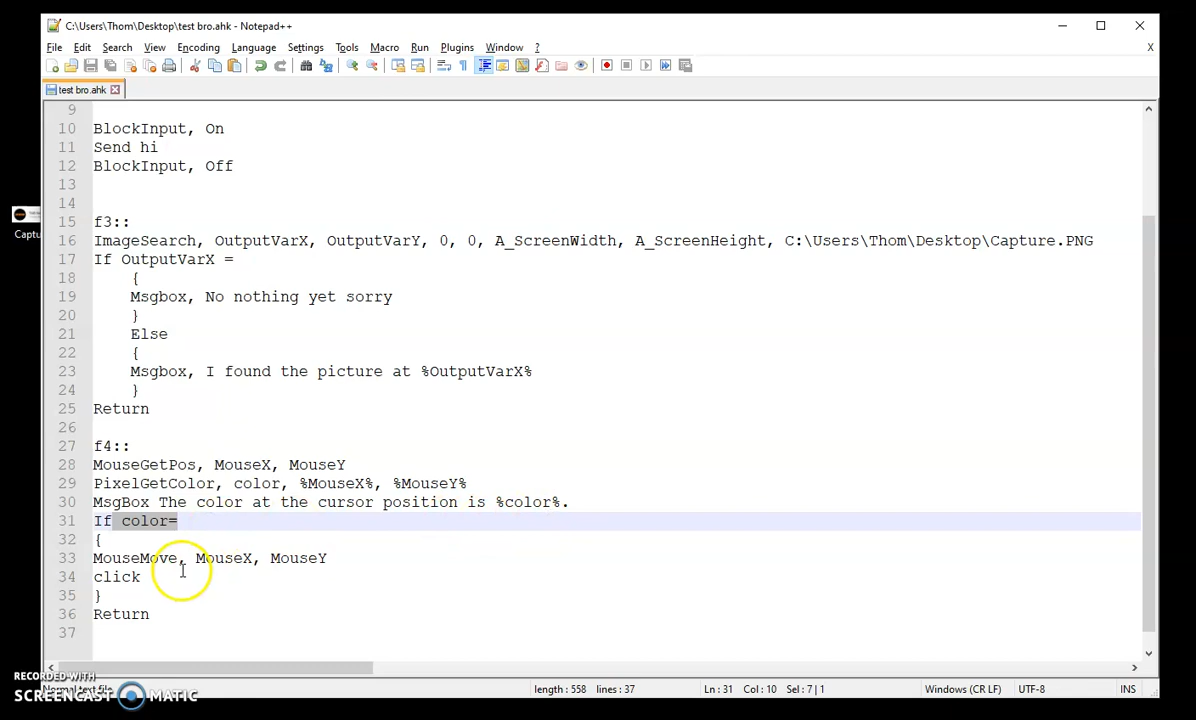 C:\Users\Thom\Desktop\test bro.ahk - Notepad++
File Edit Search View Encoding Language Settings Tools Macro Run Plugins Window ? X
test bro.ahk
9
10 BlockInput, On
11 Send hi
12 BlockInput, Off
13
14
15 f3::
16 ImageSearch, OutputVarX, OutputVarY, 0, 0, A_ScreenWidth, A_ScreenHeight, C:\Users\Thom\Desktop\Capture.PNG
17 If OutputVarX =
18 {
19 Msgbox, No nothing yet sorry
20 }
21 Else
22 {
23 Msgbox, I found the picture at %OutputVarX%
24 }
25 Return
26
27 f4::
28 MouseGetPos, MouseX, MouseY
29 PixelGetColor, color, %MouseX%, %MouseY%
30 MsgBox The color at the cursor position is %color%.
31 If color=
32 {
33 MouseMove, MouseX, MouseY
34 click
35 }
36 Return
37
Captu
RECORDED WITH
SCREENCAST MATIC
Normal text file length : 558 lines : 37 Ln : 31 Col : 10 Sel : 7 | 1 Windows (CR LF) UTF-8 INS